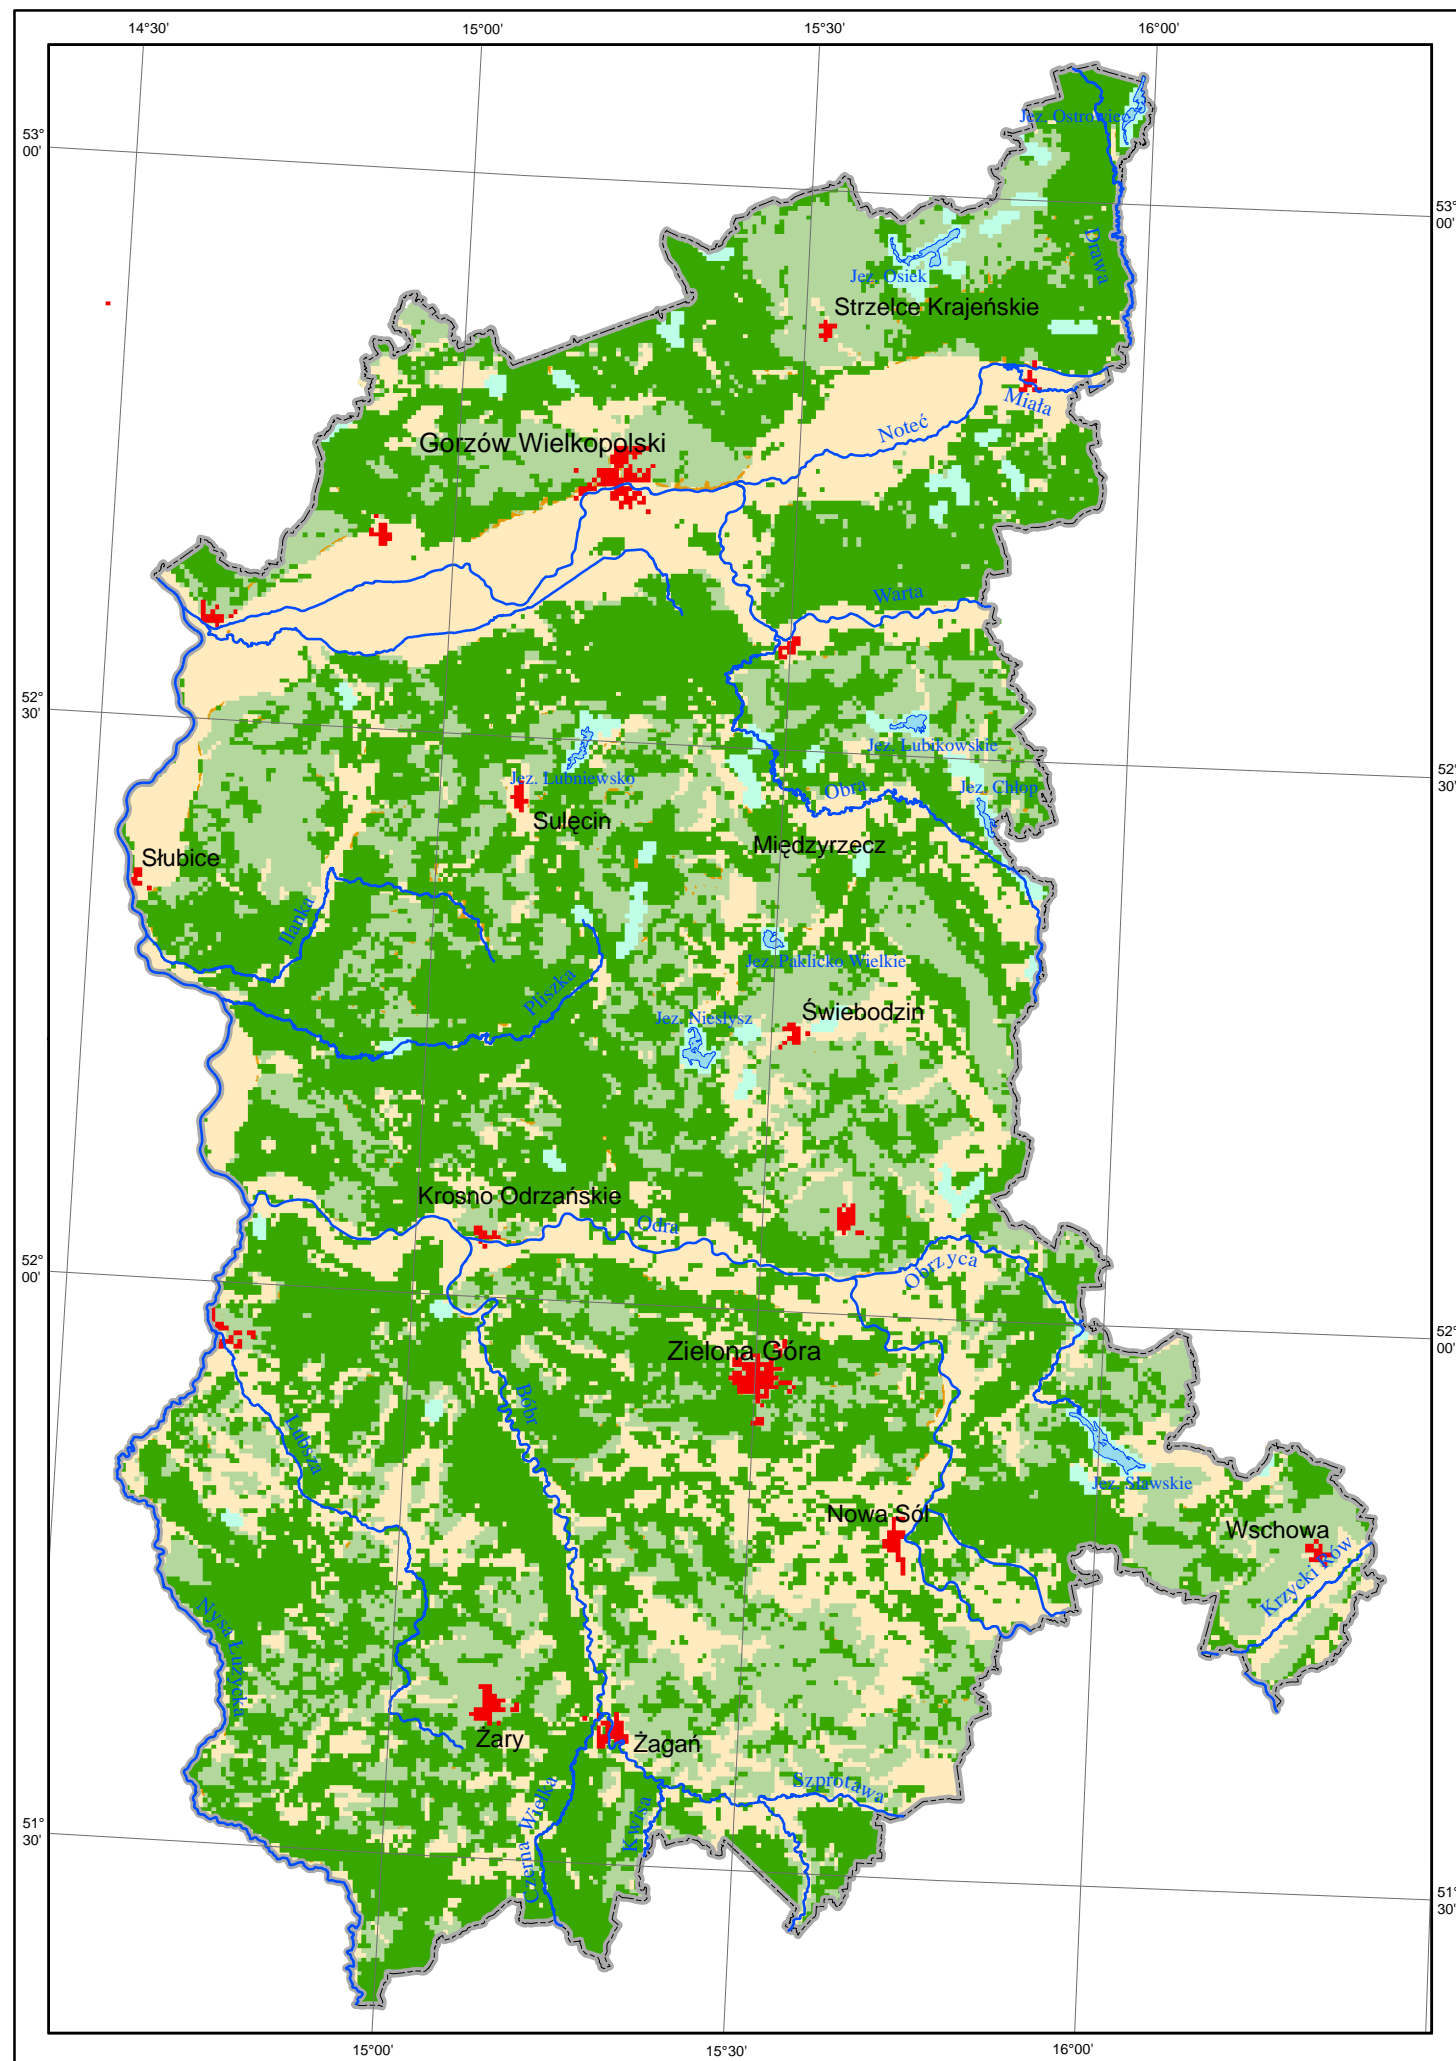 14°30'
15°00'
15°30'
16°00'
53°
00'
Jez. Ostrowiec
53°
00'
Drawa
Jez. Osiek
Strzelce Krajeńskie
Miała
Noteć
Gorzów Wielkopolski
Warta
52°
30'
Jez. Lubikowskie
Jez. Lubniewsko
52°
30'
Obra
Jez. Chłop
Sulęcin
Międzyrzecz
Słubice
Ilanka
Jez. Paklicko Wielkie
Pliszka
Świebodzin
Jez. Niesłysz
Krosno Odrzańskie
Odra
Obrzyca
52°
00'
52°
00'
Zielona Góra
Bóbr
Lubsza
Jez. Sławskie
Nowa Sól
Wschowa
Krzycki Rów
Nysa Łużycka
Żary
Żagań
Szprotawa
Czerna Wielka
Kwisa
51°
30'
51°
30'
15°00'
15°30'
16°00'